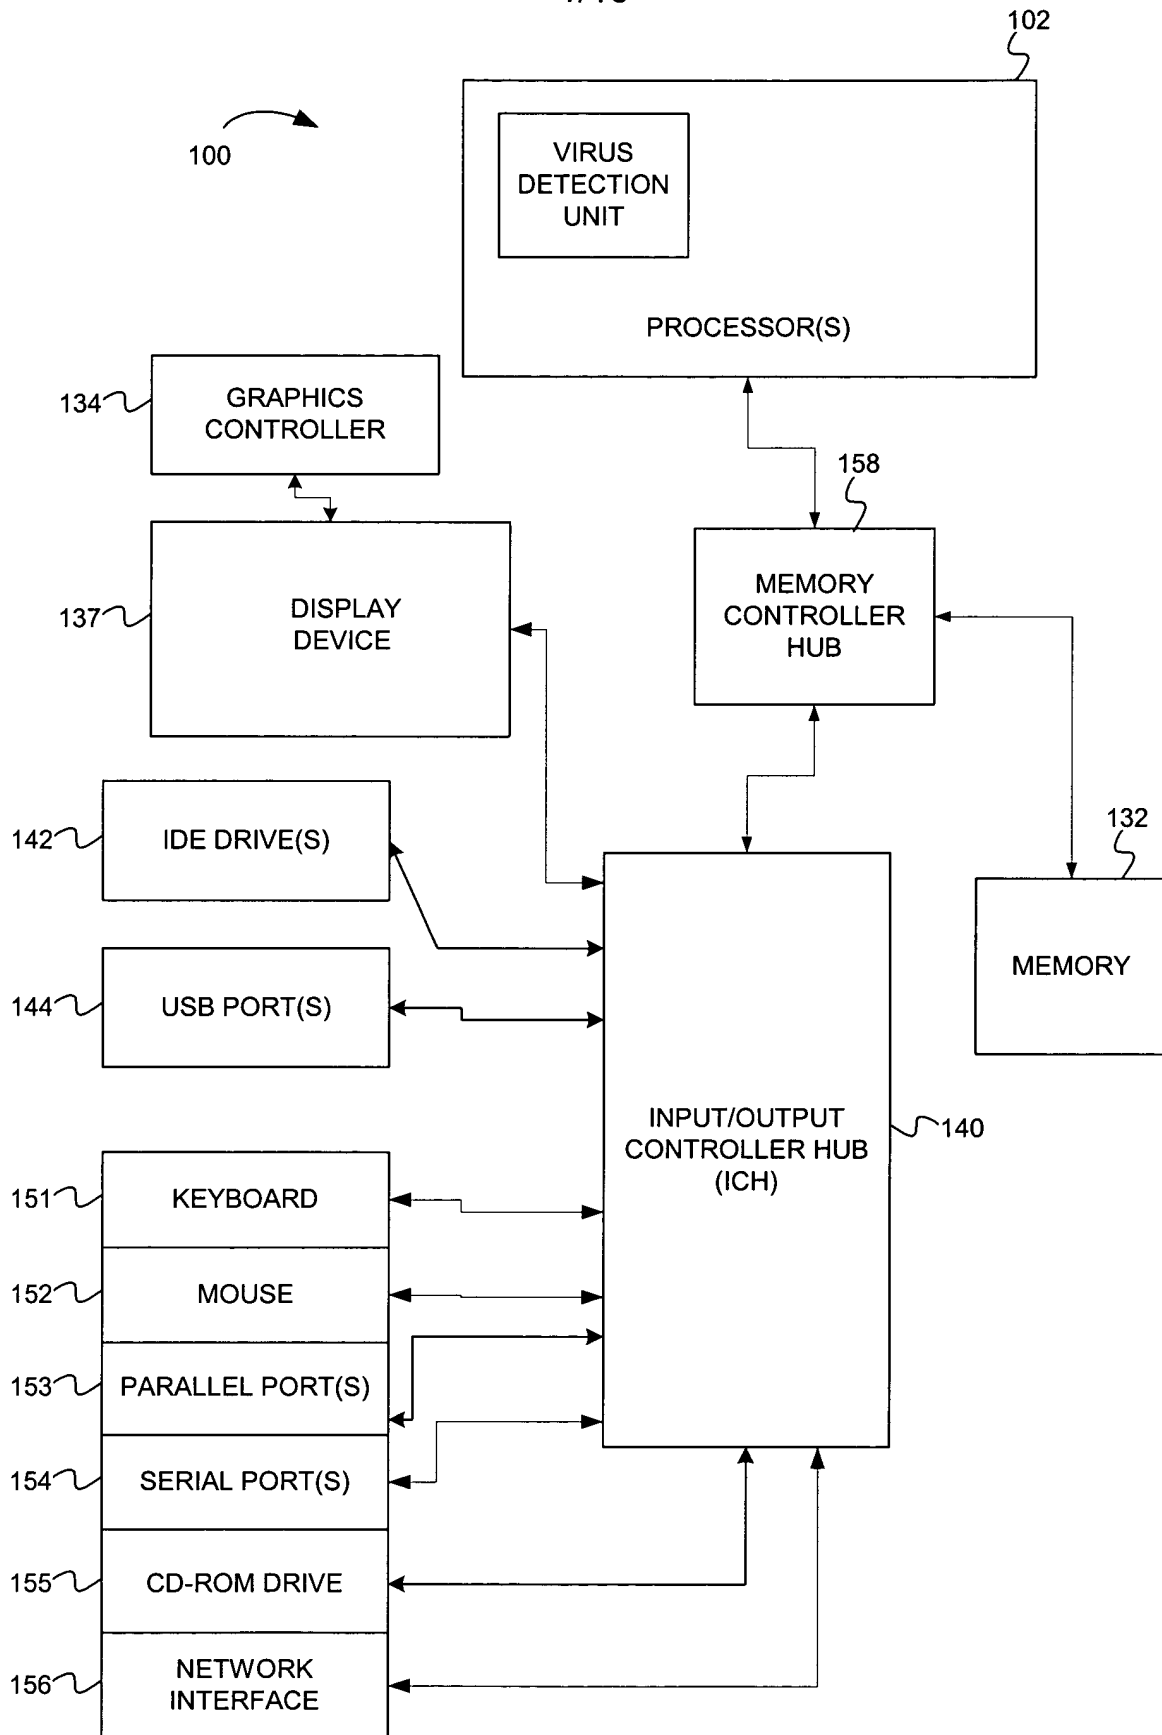 102
100
VIRUS
DETECTION
UNIT
PROCESSOR(S)
134
GRAPHICS
CONTROLLER
158
137
DISPLAY
DEVICE
MEMORY
CONTROLLER
HUB
142
IDE DRIVE(S)
132
MEMORY
144
USB PORT(S)
INPUT/OUTPUT
CONTROLLER HUB
(ICH)
140
151
KEYBOARD
152
MOUSE
153
PARALLEL PORT(S)
154
SERIAL PORT(S)
155
CD-ROM DRIVE
156
NETWORK
INTERFACE